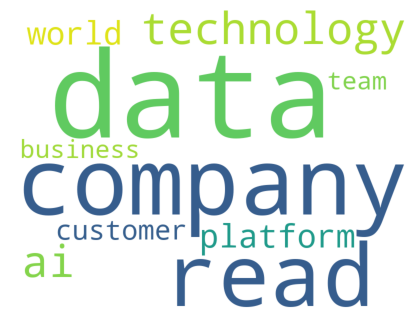 world technology
data
team
business
company
customer platform
ai read